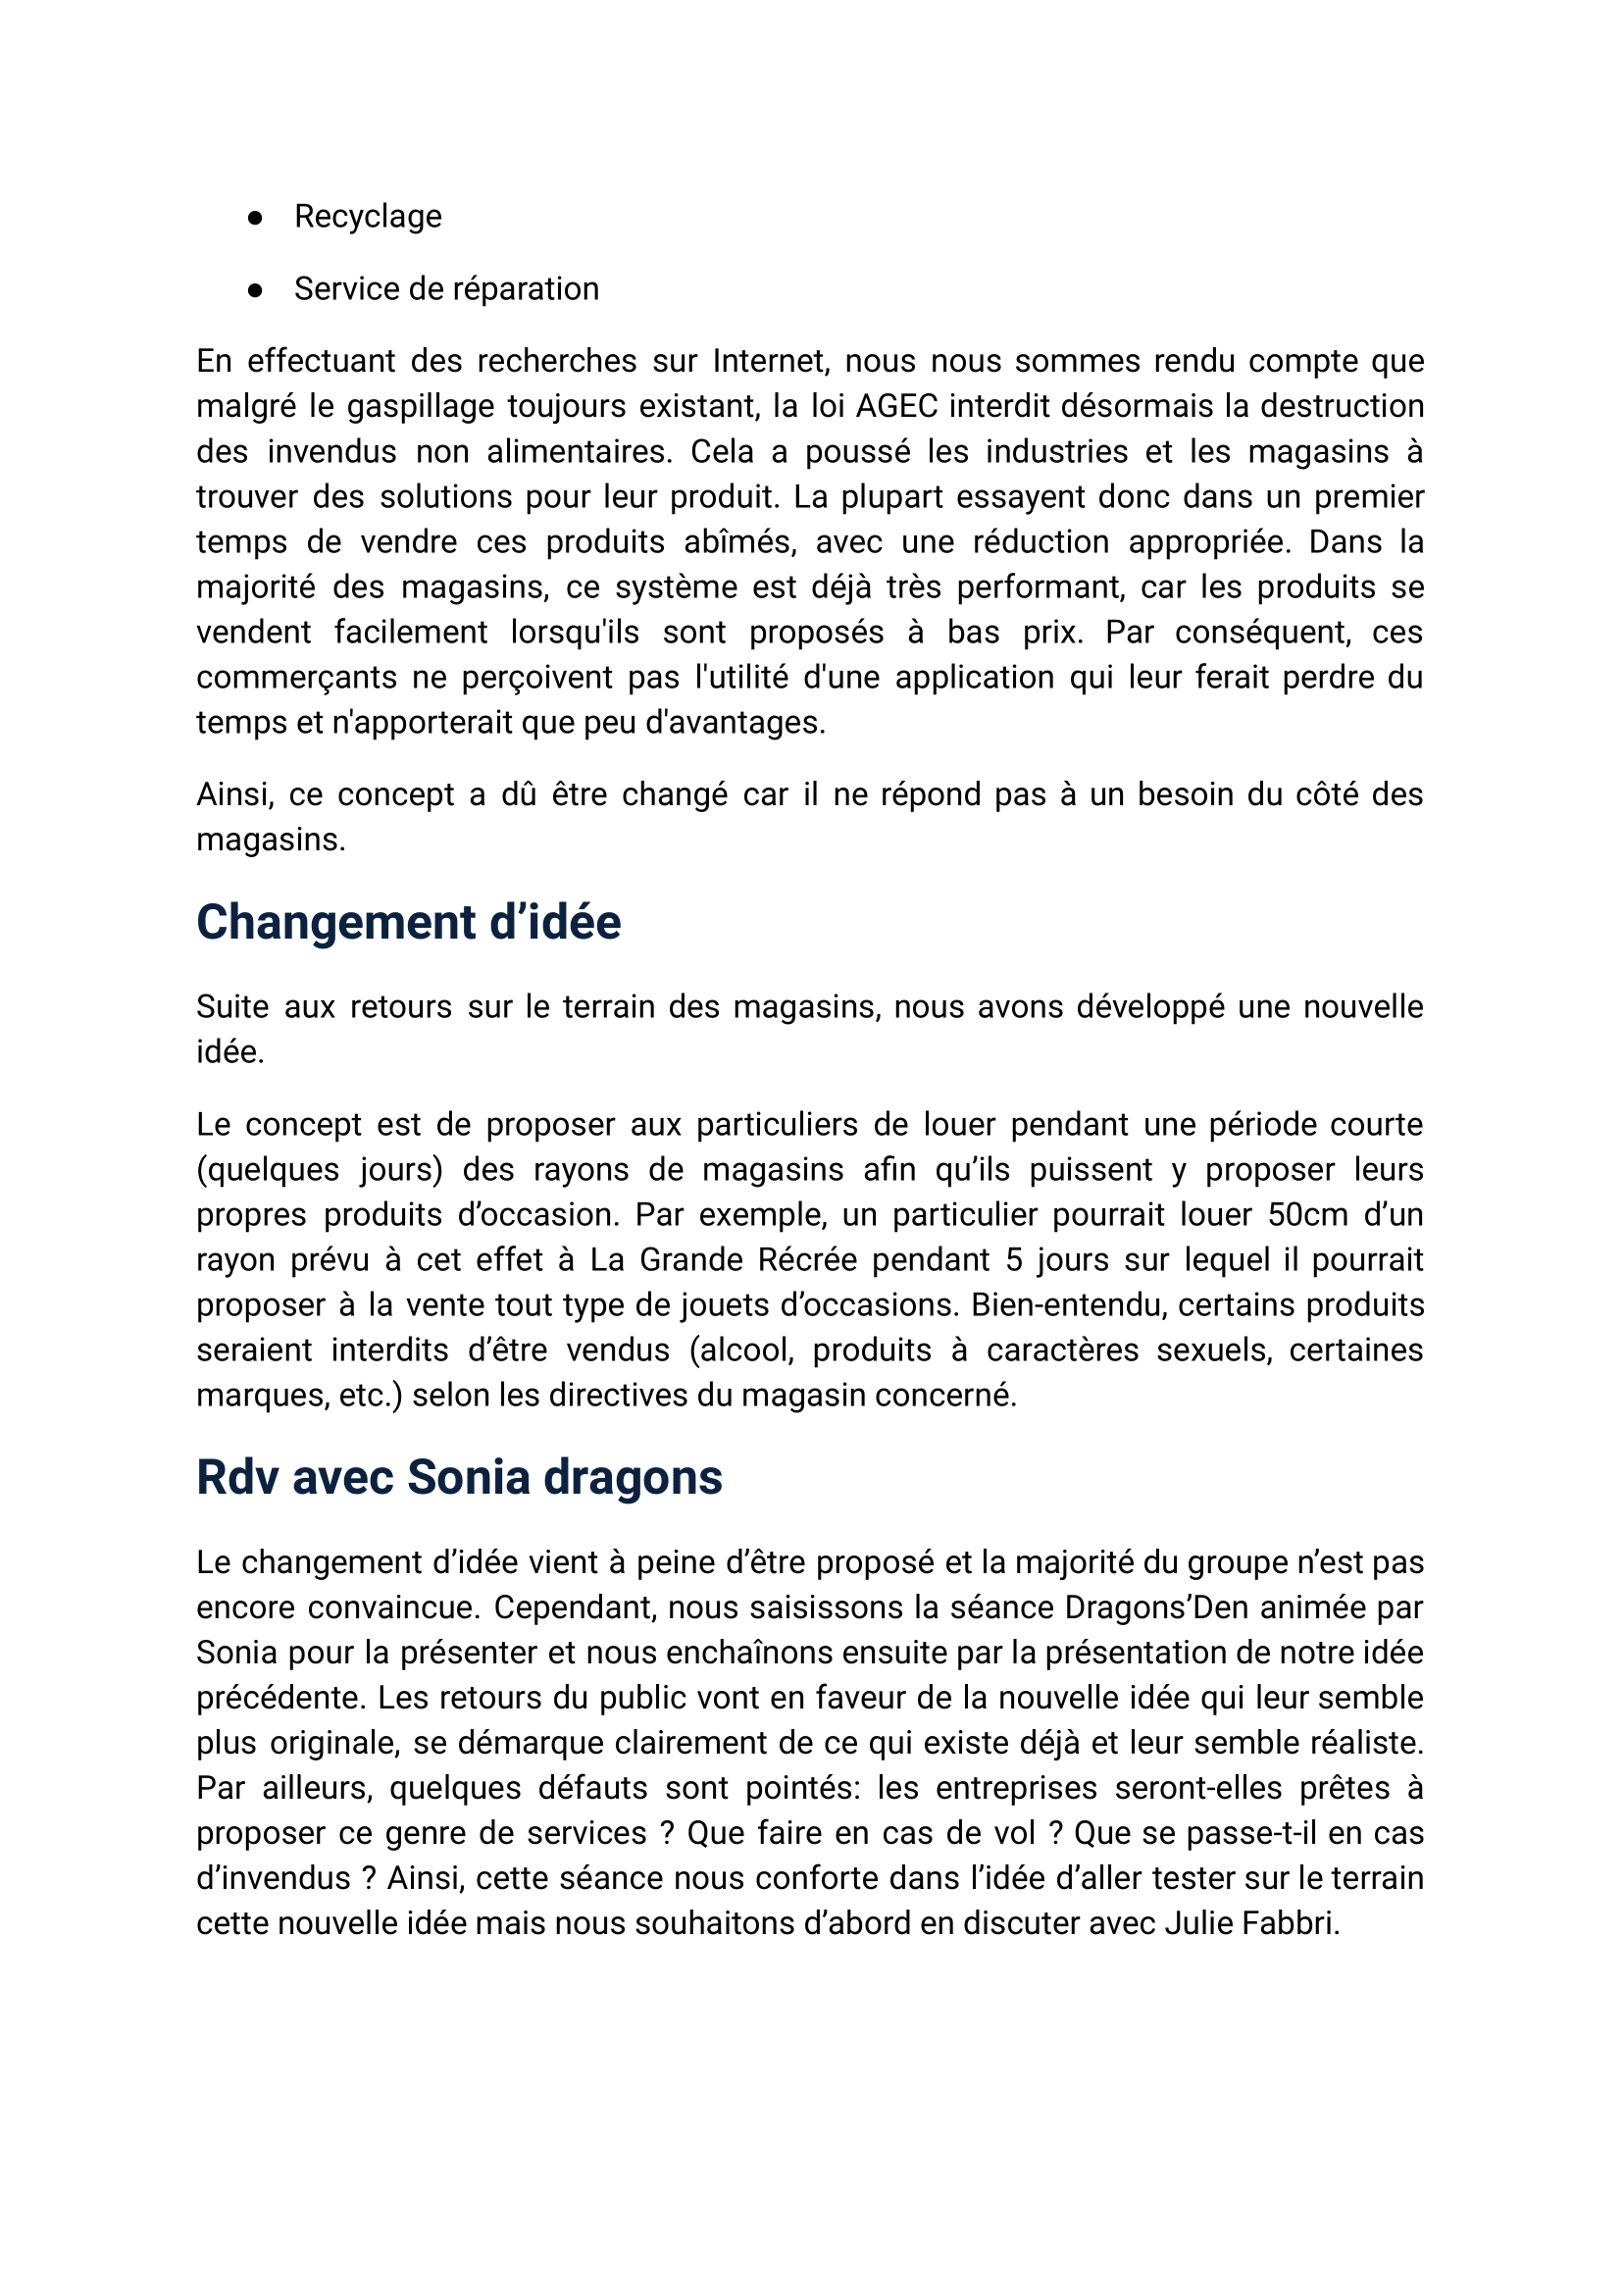 ● Recyclage
● Service de réparation
En effectuant des recherches sur Internet, nous nous sommes rendu compte que
malgré le gaspillage toujours existant, la loi AGEC interdit désormais la destruction
des invendus non alimentaires. Cela a poussé les industries et les magasins à
trouver des solutions pour leur produit. La plupart essayent donc dans un premier
temps de vendre ces produits abîmés, avec une réduction appropriée. Dans la
majorité des magasins, ce système est déjà très performant, car les produits se
vendent facilement lorsqu'ils sont proposés à bas prix. Par conséquent, ces
commerçants ne perçoivent pas l'utilité d'une application qui leur ferait perdre du
temps et n'apporterait que peu d'avantages.
Ainsi, ce concept a dû être changé car il ne répond pas à un besoin du côté des
magasins.
Changement d’idée
Suite aux retours sur le terrain des magasins, nous avons développé une nouvelle
idée.
Le concept est de proposer aux particuliers de louer pendant une période courte
(quelques jours) des rayons de magasins afin qu’ils puissent y proposer leurs
propres produits d’occasion. Par exemple, un particulier pourrait louer 50cm d’un
rayon prévu à cet effet à La Grande Récrée pendant 5 jours sur lequel il pourrait
proposer à la vente tout type de jouets d’occasions. Bien-entendu, certains produits
seraient interdits d’être vendus (alcool, produits à caractères sexuels, certaines
marques, etc.) selon les directives du magasin concerné.
Rdv avec Sonia dragons
Le changement d’idée vient à peine d’être proposé et la majorité du groupe n’est pas
encore convaincue. Cependant, nous saisissons la séance Dragons’Den animée par
Sonia pour la présenter et nous enchaînons ensuite par la présentation de notre idée
précédente. Les retours du public vont en faveur de la nouvelle idée qui leur semble
plus originale, se démarque clairement de ce qui existe déjà et leur semble réaliste.
Par ailleurs, quelques défauts sont pointés: les entreprises seront-elles prêtes à
proposer ce genre de services ? Que faire en cas de vol ? Que se passe-t-il en cas
d’invendus ? Ainsi, cette séance nous conforte dans l’idée d’aller tester sur le terrain
cette nouvelle idée mais nous souhaitons d’abord en discuter avec Julie Fabbri.